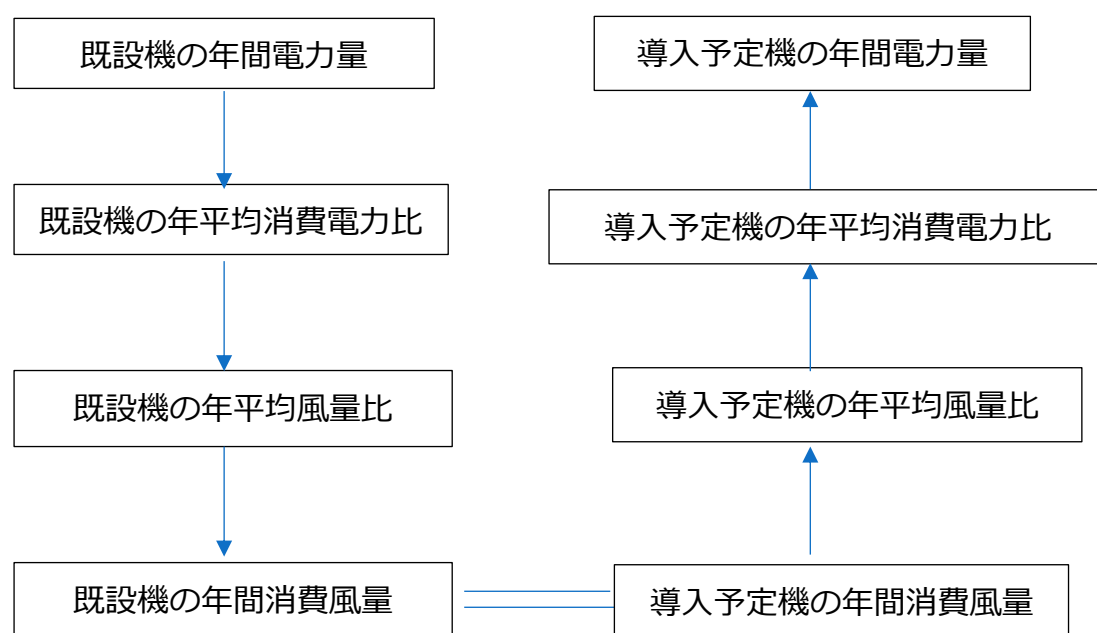 既設機の年間電力量
既設機の年平均消費電力比
既設機の年平均風量比
既設機の年間消費風量
導入予定機の年間消費風量
導入予定機の年平均風量比
導入予定機の年平均消費電力比
導入予定機の年間電力量